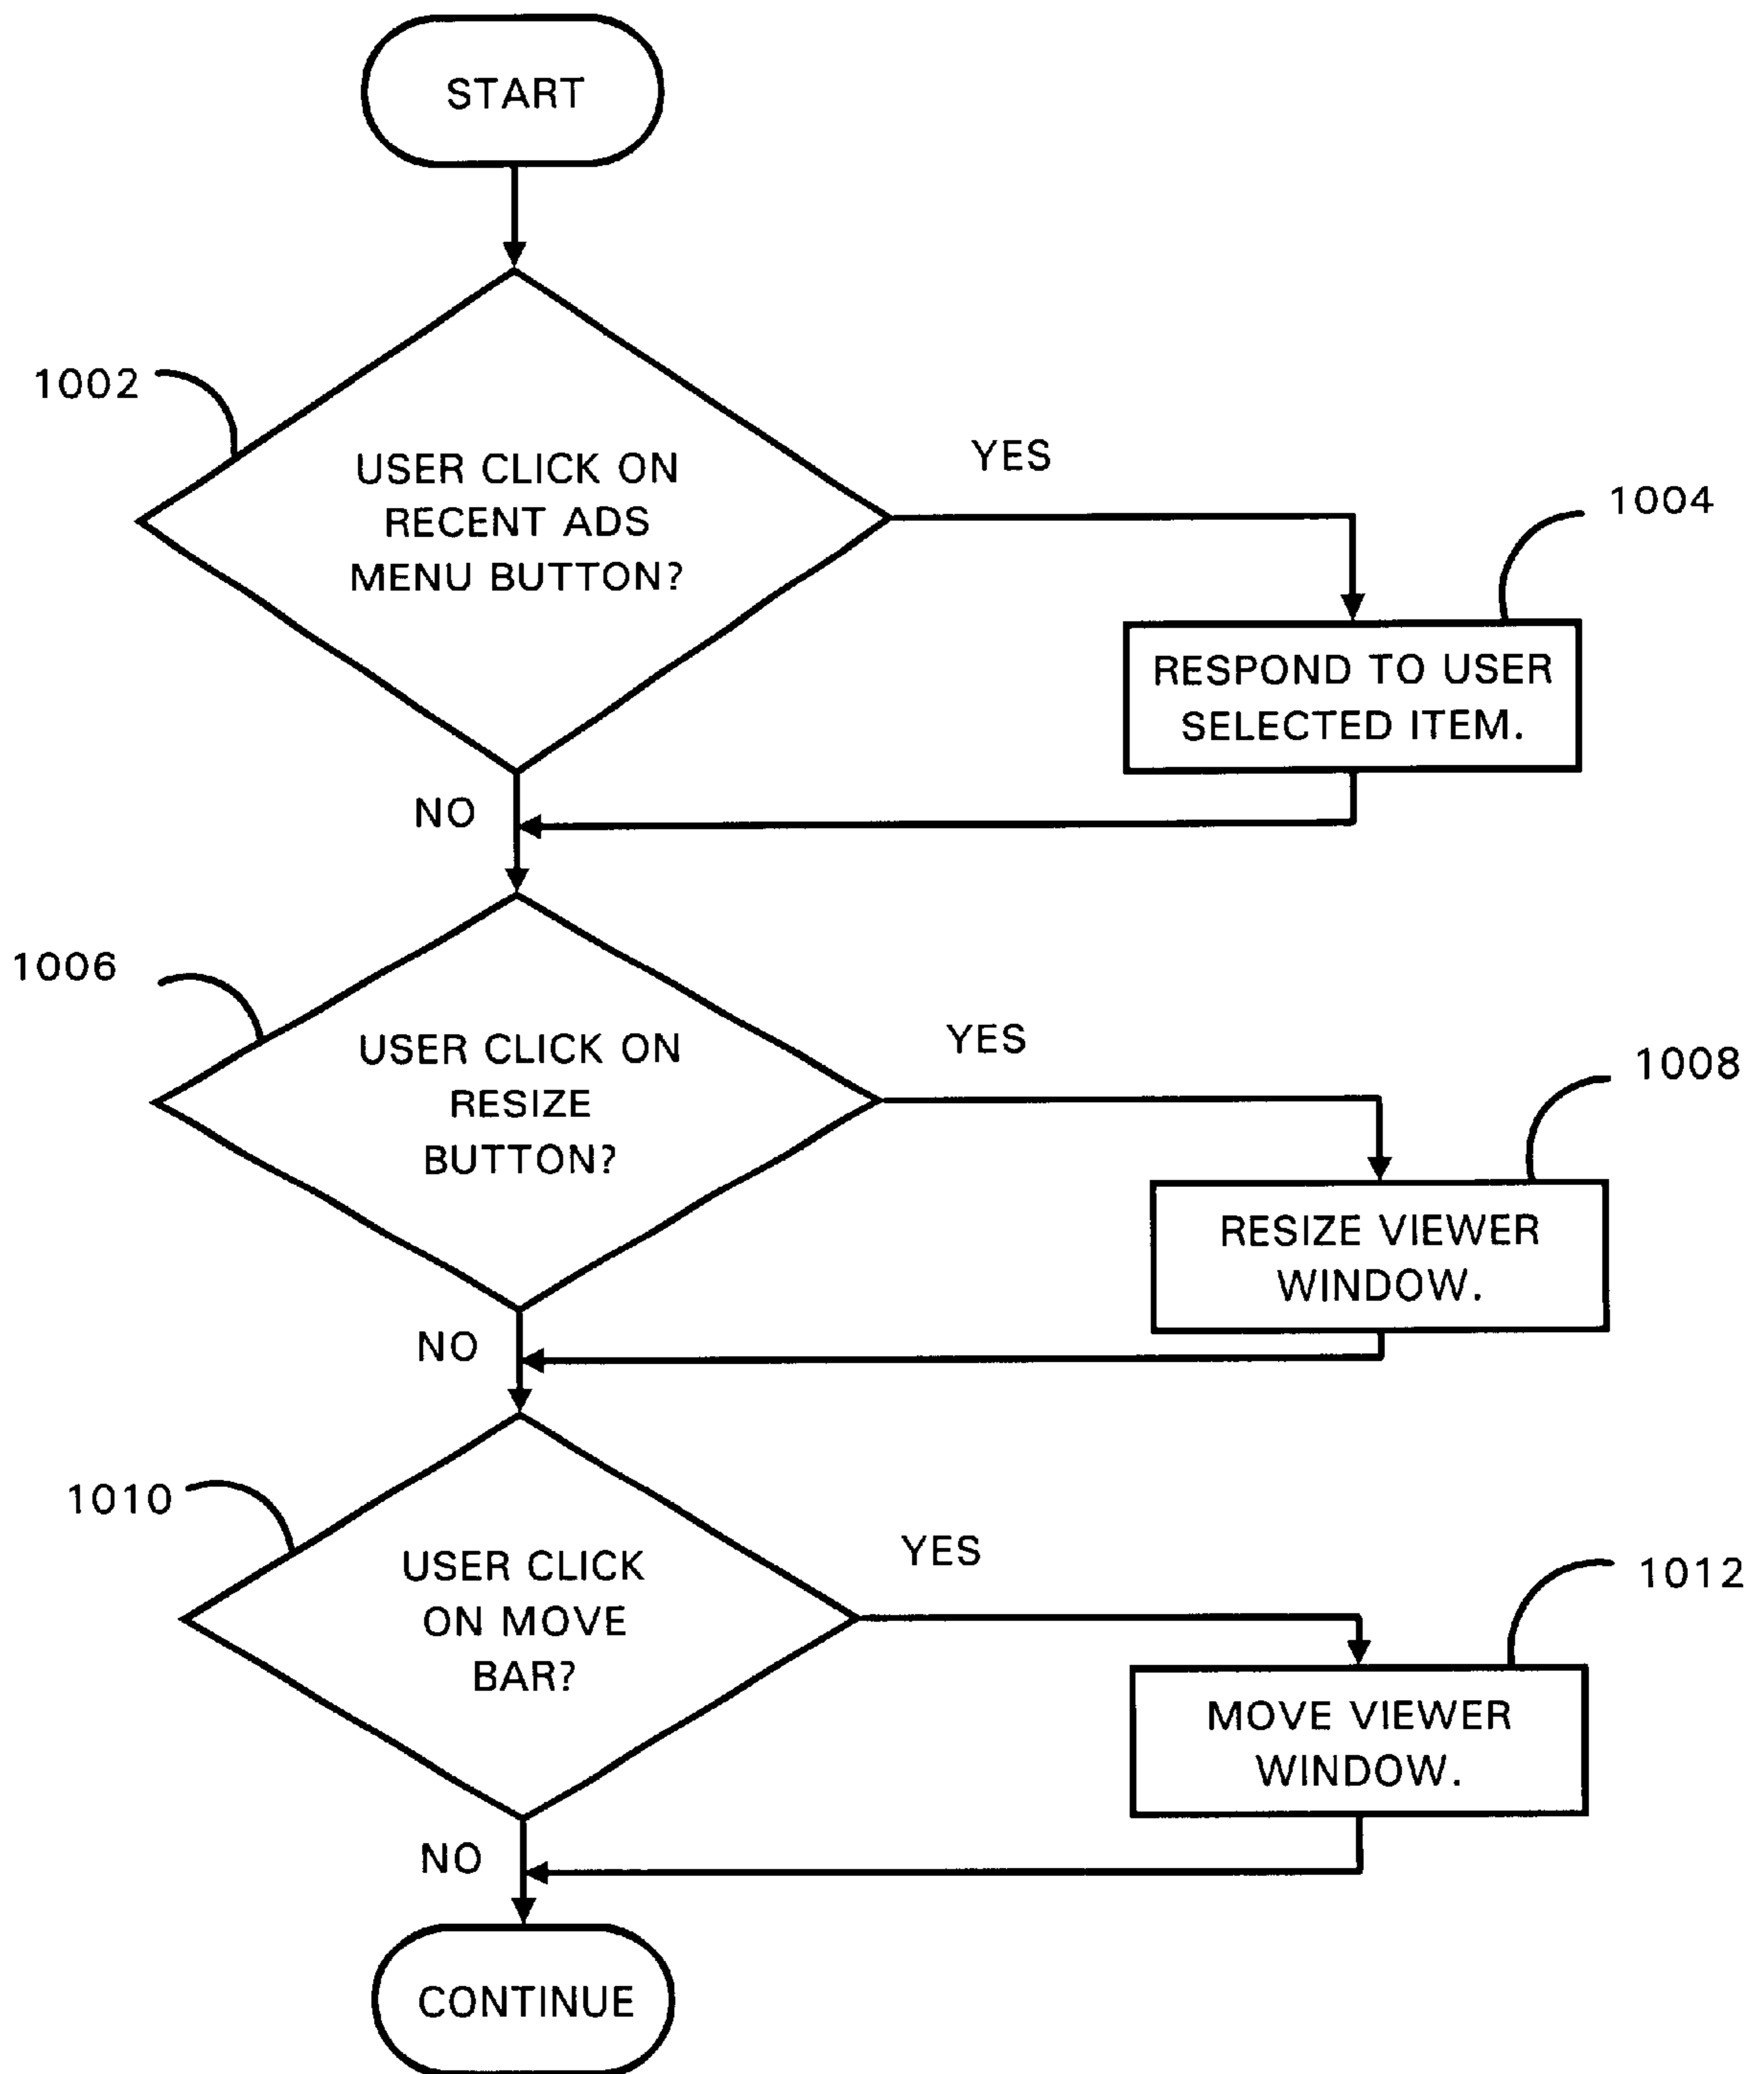 START
1002
USER CLICK ON
RECENT ADS
MENU BUTTON?
YES
1004
RESPOND TO USER
SELECTED ITEM.
NO
1006
USER CLICK ON
RESIZE
BUTTON?
YES
1008
RESIZE VIEWER
WINDOW.
NO
1010
USER CLICK
ON MOVE
BAR?
YES
1012
MOVE VIEWER
WINDOW.
NO
CONTINUE